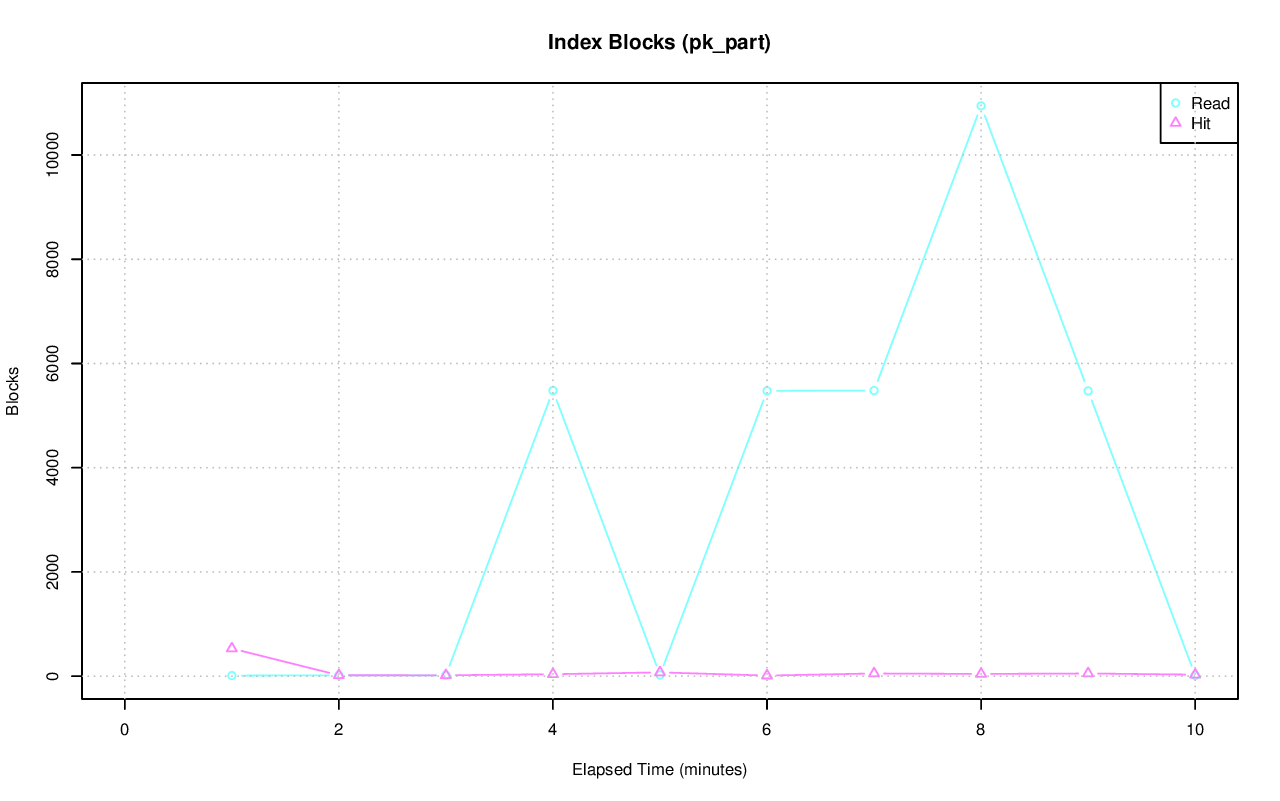 Index Blocks (pk_part)
Read
Hit
Blocks
10000
8000
6000
4000
2000
0
0 2 4 6 8 10
Elapsed Time (minutes)